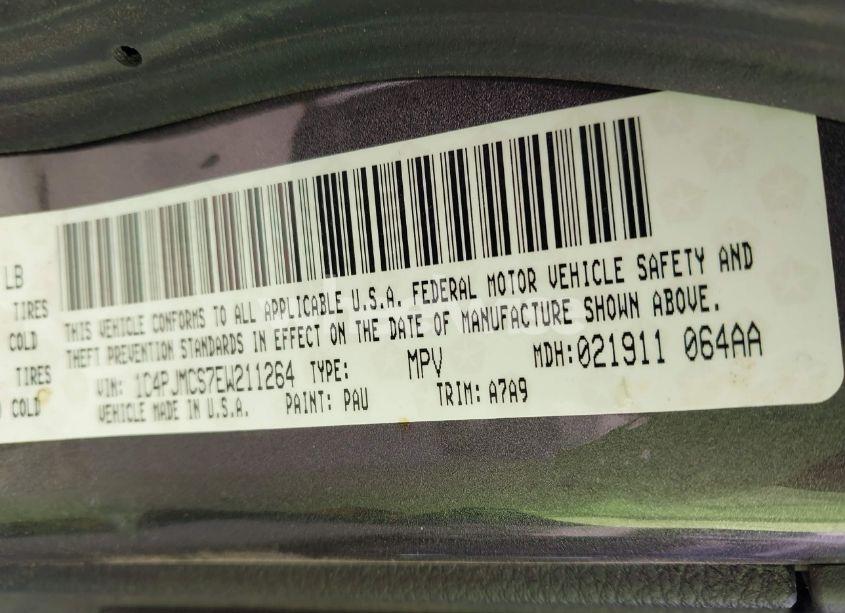 LB
THIS VEHICLE CONFORMS TO ALL APPLICABLE U.S.A. FEDERAL MOTOR VEHICLE SAFETY AND
TIRES
THEFT PREVENTION STANDARDS IN EFFECT ON THE DATE OF MANUFACTURE SHOWN ABOVE.
COLD
TIRES VIN: 1C4PJMCS7EW211264 TYPE: MPV MDH:021911 064AA
COLD VEHICLE MADE IN U.S.A. PAINT: PAU TRIM: A7A9